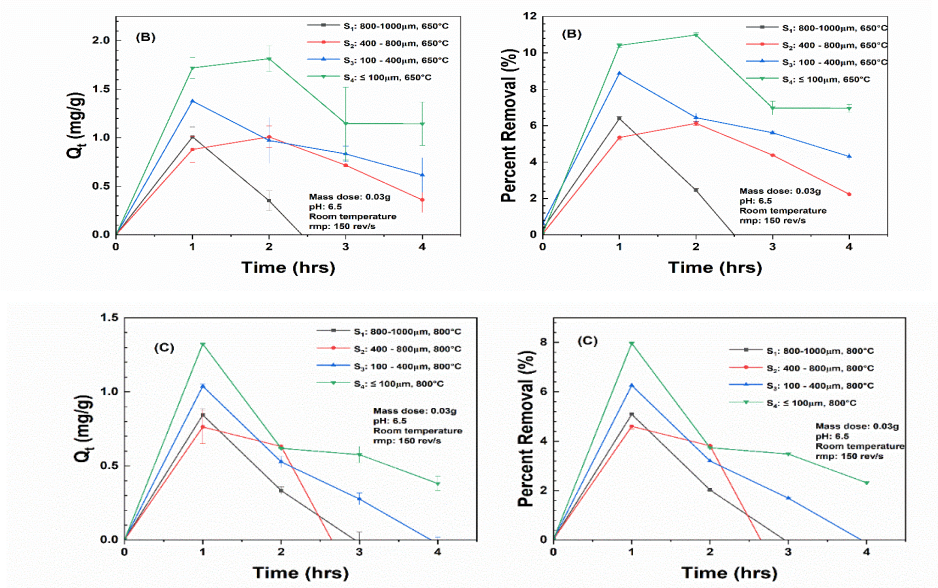 (B)
S₁: 800-1000μm, 650°C
S₂: 400 - 800μm, 650°C
S₃: 100 - 400μm, 650°C
S₄: ≤ 100μm, 650°C
2.0
1.5
1.0
0.5
0.0
Qt (mg/g)
Mass dose: 0.03g
pH: 6.5
Room temperature
rmp: 150 rev/s
0 1 2 3 4
Time (hrs)
(B)
S₁: 800-1000μm, 650°C
S₂: 400 - 800μm, 650°C
S₃: 100 - 400μm, 650°C
S₄: ≤ 100μm, 650°C
12
10
8
6
4
2
0
Percent Removal (%)
Mass dose: 0.03g
pH: 6.5
Room temperature
rmp: 150 rev/s
0 1 2 3 4
Time (hrs)
(C)
S₁: 800-1000μm, 800°C
S₂: 400 - 800μm, 800°C
S₃: 100 - 400μm, 800°C
S₄: ≤ 100μm, 800°C
1.5
1.0
0.5
0.0
Qt (mg/g)
Mass dose: 0.03g
pH: 6.5
Room temperature
rmp: 150 rev/s
0 1 2 3 4
Time (hrs)
(C)
S₁: 800-1000μm, 800°C
S₂: 400 - 800μm, 800°C
S₃: 100 - 400μm, 800°C
S₄: ≤ 100μm, 800°C
8
6
4
2
0
Percent Removal (%)
Mass dose: 0.03g
pH: 6.5
Room temperature
rmp: 150 rev/s
0 1 2 3 4
Time (hrs)